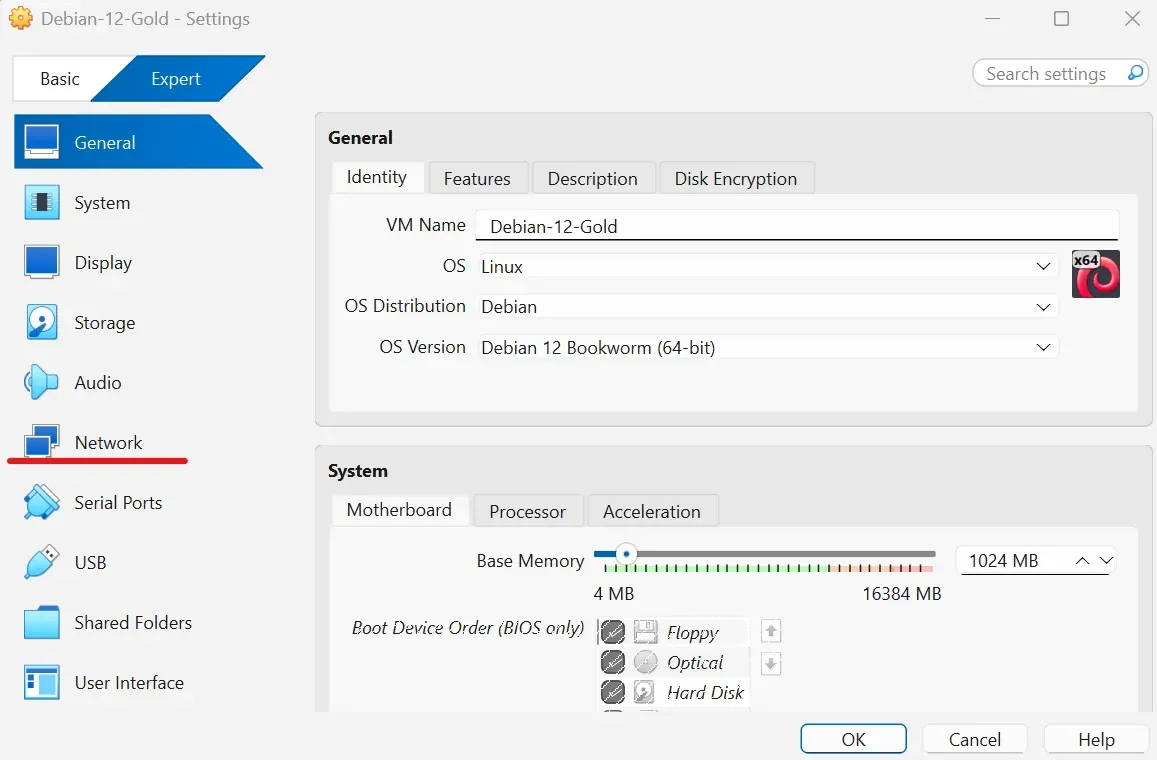 Debian-12-Gold - Settings
Basic Expert
Search settings
General
System
Display
Storage
Audio
Network
Serial Ports
USB
Shared Folders
User Interface
General
Identity Features Description Disk Encryption
VM Name Debian-12-Gold
OS Linux
x64
OS Distribution Debian
OS Version Debian 12 Bookworm (64-bit)
System
Motherboard Processor Acceleration
Base Memory 1024 MB
4 MB 16384 MB
Boot Device Order (BIOS only) Floppy
Optical
Hard Disk
OK Cancel Help